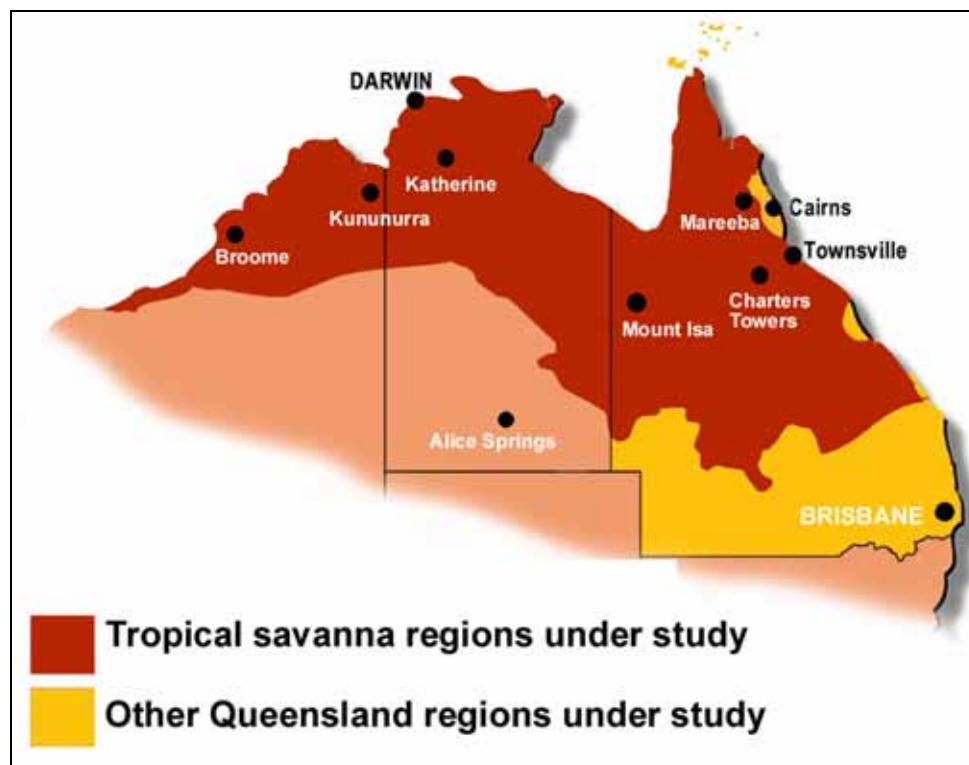 DARWIN
Katherine
Kununurra
Broome
Mareeba
Cairns
Townsville
Charters
Towers
Mount Isa
Alice Springs
BRISBANE
Tropical savanna regions under study
Other Queensland regions under study